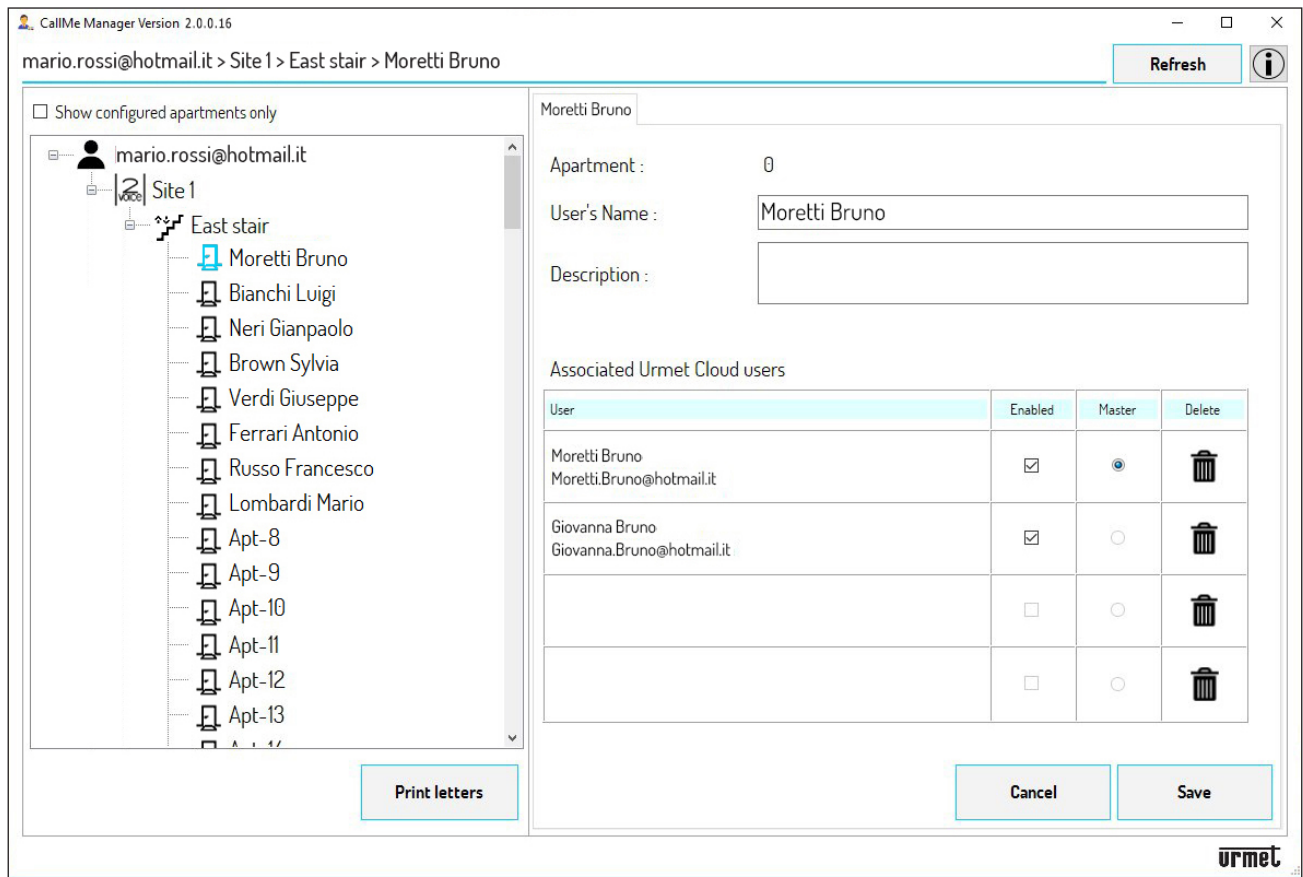 CallMe Manager Version 2.0.0.16
mario.rossi@hotmail.it > Site 1 > East stair > Moretti Bruno
Refresh
Show configured apartments only
mario.rossi@hotmail.it
2 VOICE Site 1
East stair
Moretti Bruno
Bianchi Luigi
Neri Gianpaolo
Brown Sylvia
Verdi Giuseppe
Ferrari Antonio
Russo Francesco
Lombardi Mario
Apt-8
Apt-9
Apt-10
Apt-11
Apt-12
Apt-13
Print letters
Moretti Bruno
Apartment : 0
User's Name : Moretti Bruno
Description :
Associated Urmet Cloud users
User Enabled Master Delete
Moretti Bruno
Moretti.Bruno@hotmail.it
Giovanna Bruno
Giovanna.Bruno@hotmail.it
Cancel Save
urmet